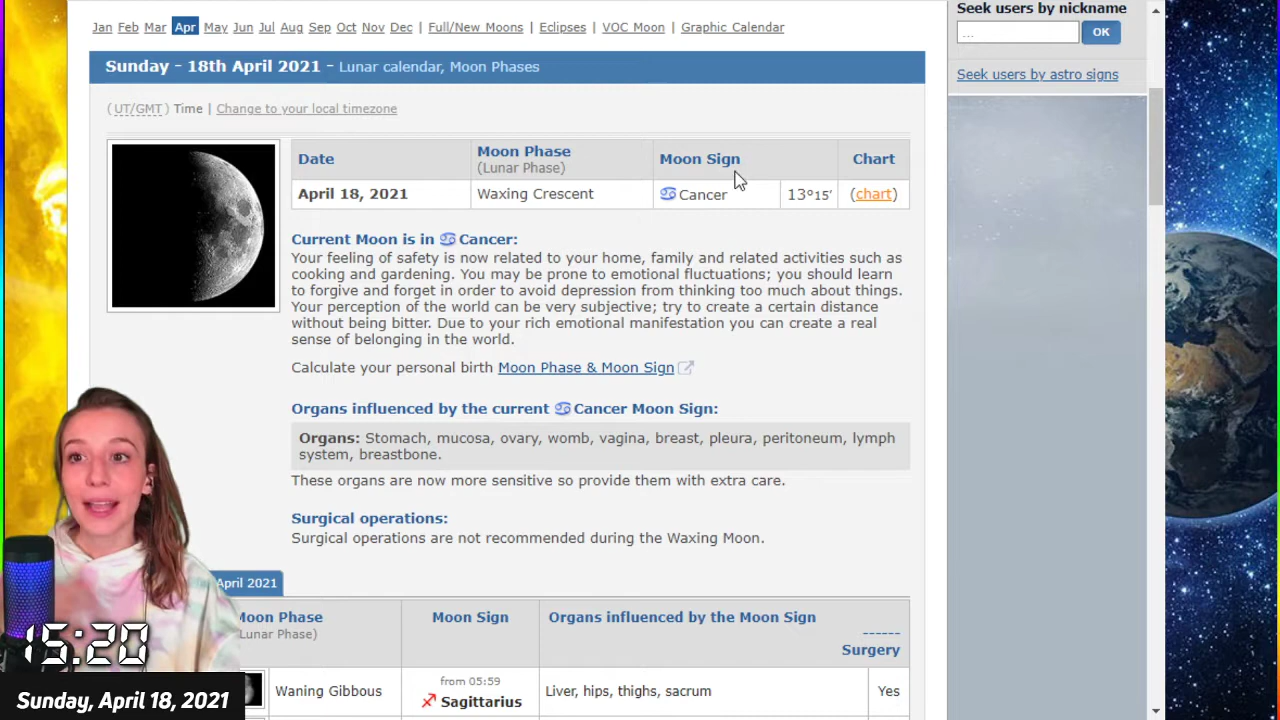 Jan Feb Mar Apr May Jun Jul Aug Sep Oct Nov Dec | Full/New Moons | Eclipses | VOC Moon | Graphic Calendar
Seek users by nickname
... OK
Seek users by astro signs
Sunday - 18th April 2021 - Lunar calendar, Moon Phases
( UT/GMT ) Time | Change to your local timezone
Date Moon Phase (Lunar Phase) Moon Sign Chart
April 18, 2021 Waxing Crescent ♋ Cancer 13°15′ (chart)
Current Moon is in ♋ Cancer:
Your feeling of safety is now related to your home, family and related activities such as
cooking and gardening. You may be prone to emotional fluctuations; you should learn
to forgive and forget in order to avoid depression from thinking too much about things.
Your perception of the world can be very subjective; try to create a certain distance
without being bitter. Due to your rich emotional manifestation you can create a real
sense of belonging in the world.
Calculate your personal birth Moon Phase & Moon Sign
Organs influenced by the current ♋ Cancer Moon Sign:
Organs: Stomach, mucosa, ovary, womb, vagina, breast, pleura, peritoneum, lymph
system, breastbone.
These organs are now more sensitive so provide them with extra care.
Surgical operations:
Surgical operations are not recommended during the Waxing Moon.
April 2021
Moon Phase Moon Sign Organs influenced by the Moon Sign
Lunar Phase) ------
Surgery
from 05:59
Waning Gibbous ♐ Sagittarius Liver, hips, thighs, sacrum Yes
15:20
Sunday, April 18, 2021